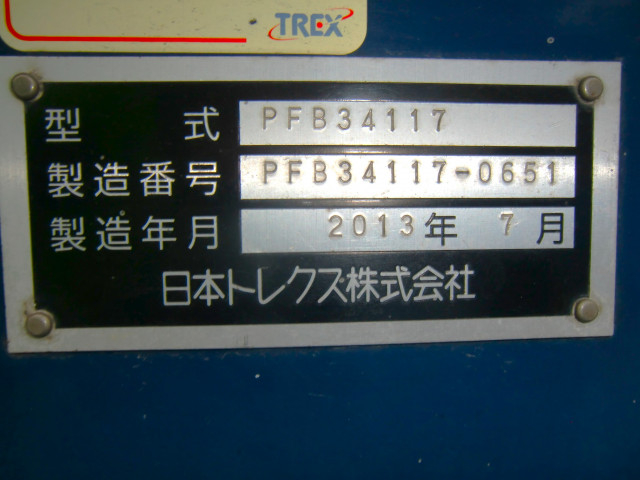 TREX
型式 PFB34117
製造番号 PFB34117-0651
製造年月 2013年 7月
日本トレクス株式会社